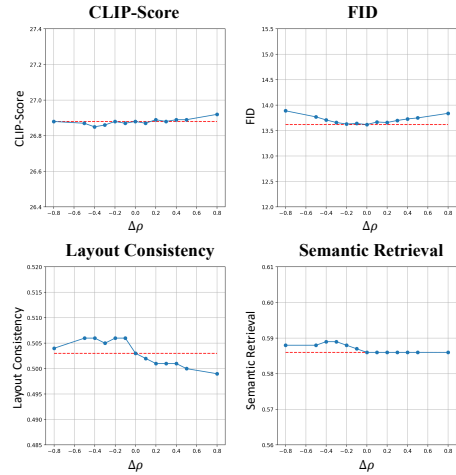 CLIP-Score
27.4
27.2
27.0
26.8
26.6
26.4
CLIP-Score
−0.8 −0.6 −0.4 −0.2 0.0 0.2 0.4 0.6 0.8
Δρ
FID
15.5
15.0
14.5
14.0
13.5
13.0
12.5
12.0
FID
−0.8 −0.6 −0.4 −0.2 0.0 0.2 0.4 0.6 0.8
Δρ
Layout Consistency
0.520
0.515
0.510
0.505
0.500
0.495
0.490
0.485
Layout Consistency
−0.8 −0.6 −0.4 −0.2 0.0 0.2 0.4 0.6 0.8
Δρ
Semantic Retrieval
0.61
0.60
0.59
0.58
0.57
0.56
Semantic Retrieval
−0.8 −0.6 −0.4 −0.2 0.0 0.2 0.4 0.6 0.8
Δρ